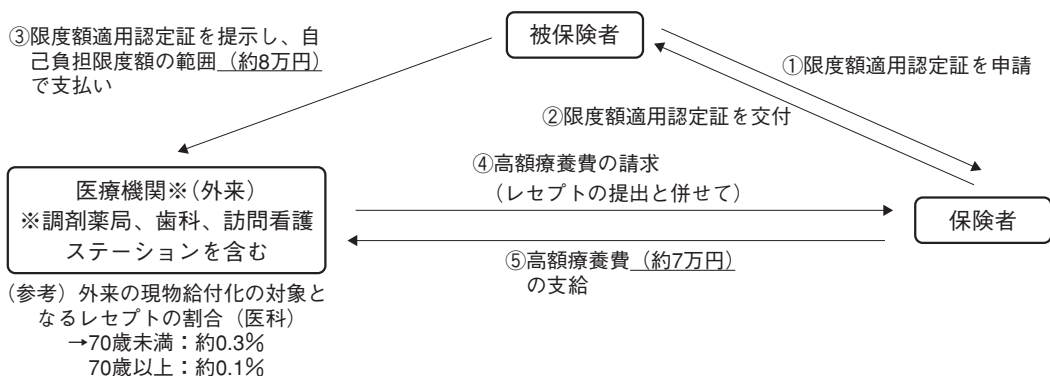 ③限度額適用認定証を提示し、自
己負担限度額の範囲（約8万円）
で支払い
被保険者
①限度額適用認定証を申請
②限度額適用認定証を交付
④高額療養費の請求
（レセプトの提出と併せて）
医療機関※（外来）
※調剤薬局、歯科、訪問看護
ステーションを含む
保険者
⑤高額療養費（約7万円）
の支給
（参考）外来の現物給付化の対象と
なるレセプトの割合（医科）
→70歳未満：約0.3％
70歳以上：約0.1％